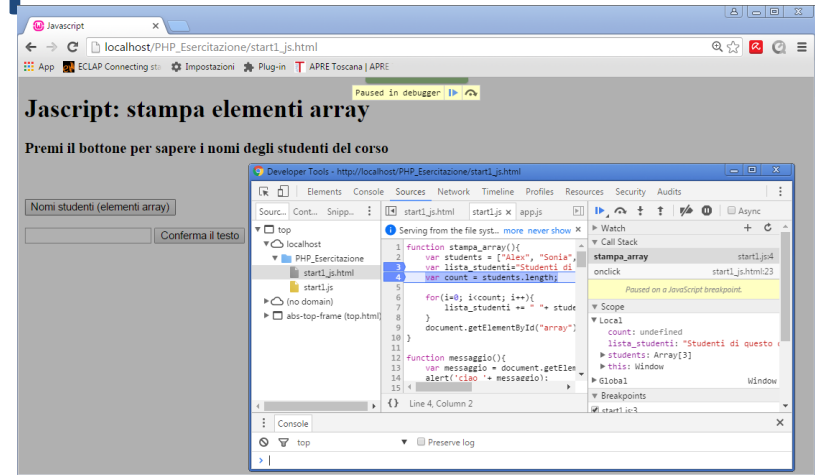 Javascript
localhost/PHP_Esercitazione/start1_js.html
App ECLAP Connecting sta Impostazioni Plug-in APRE Toscana | APRE
Paused in debugger
Jascript: stampa elementi array
Premi il bottone per sapere i nomi degli studenti del corso
Nomi studenti (elementi array)
Conferma il testo
Developer Tools - http://localhost/PHP_Esercitazione/start1_js.html
Elements Console Sources Network Timeline Profiles Resources Security Audits
Sourc... Cont... Snipp...
top
localhost
PHP_Esercitazione
start1_js.html
start1.js
(no domain)
abs-top-frame (top.html)
start1_js.html start1.js × app.js
Serving from the file syst... more never show ×
1 function stampa_array(){
2 var students = ["Alex", "Sonia",
3 var lista_studenti="Studenti di
4 var count = students.length;
5
6 for(i=0; i<count; i++){
7 lista_studenti += " "+ stude
8 }
9 document.getElementById("array")
10 }
11
12 function messaggio(){
13 var messaggio = document.getElem
14 alert('ciao '+ messaggio);
15
{} Line 4, Column 2
Async
Watch
Call Stack
stampa_array start1.js:4
onclick start1_js.html:23
Paused on a JavaScript breakpoint.
Scope
Local
count: undefined
lista_studenti: "Studenti di questo
students: Array[3]
this: Window
Global Window
Breakpoints
start1.js:3
Console
top Preserve log
>